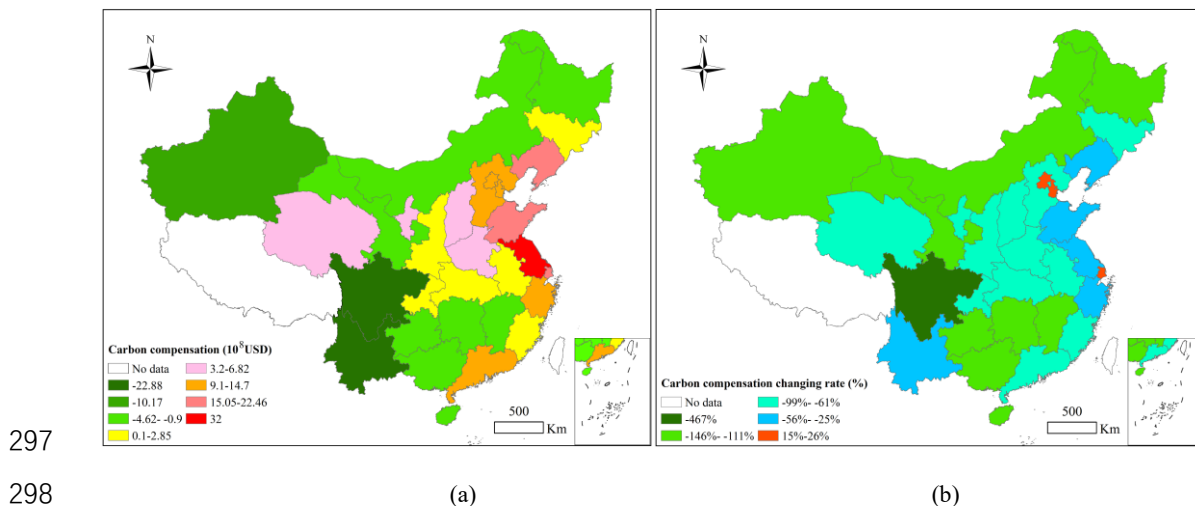 N
Carbon compensation (10⁸USD)
No data
-22.88
-10.17
-4.62- -0.9
0.1-2.85
3.2-6.82
9.1-14.7
15.05-22.46
32
500
Km
N
Carbon compensation changing rate (%)
No data
-467%
-146%- -111%
-99%- -61%
-56%- -25%
15%-26%
500
Km
297
298
(a)
(b)